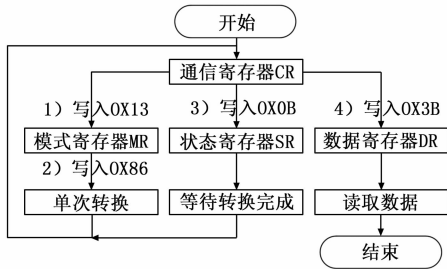 开始
通信寄存器CR
1）写入0X13
3）写入0X0B
4）写入0X3B
模式寄存器MR
状态寄存器SR
数据寄存器DR
2）写入0X86
单次转换
等待转换完成
读取数据
结束